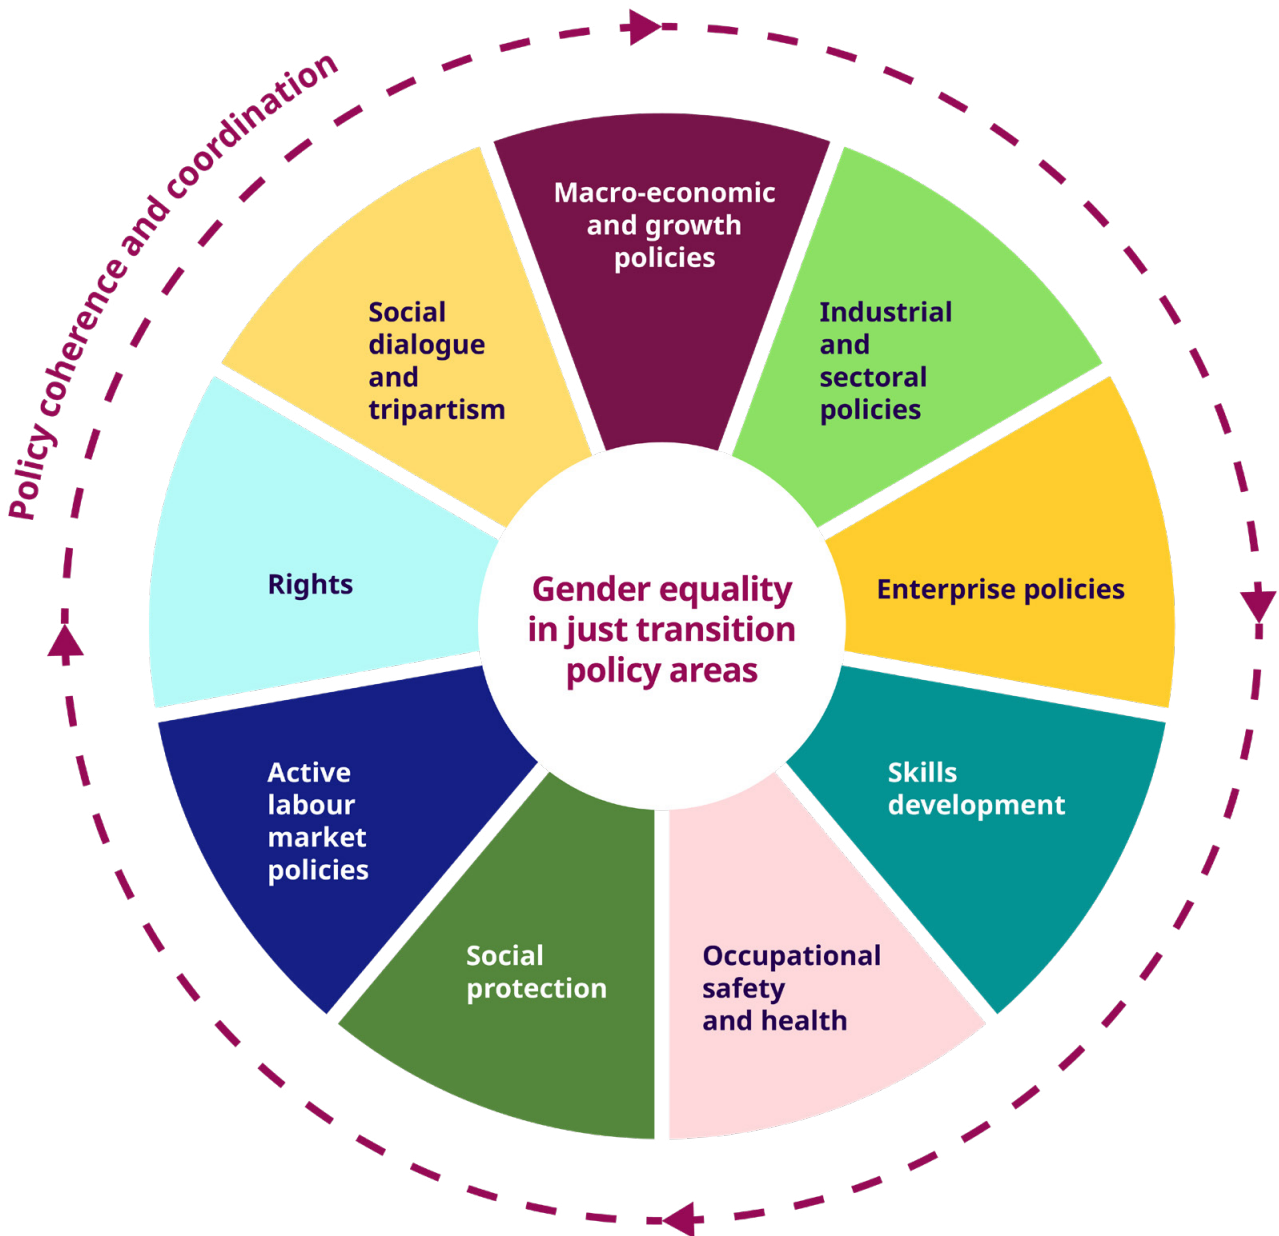 Policy coherence and coordination
Macro-economic
and growth
policies
Industrial
and
sectoral
policies
Enterprise policies
Skills
development
Occupational
safety
and health
Social
protection
Active
labour
market
policies
Rights
Social
dialogue
and
tripartism
Gender equality
in just transition
policy areas